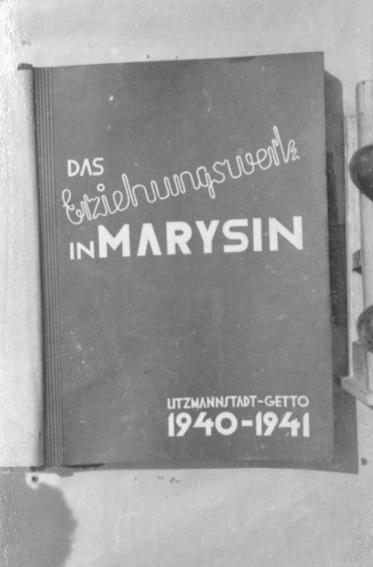 DAS
Erziehungswerk
IN MARYSIN
LITZMANNSTADT-GETTO
1940-1941